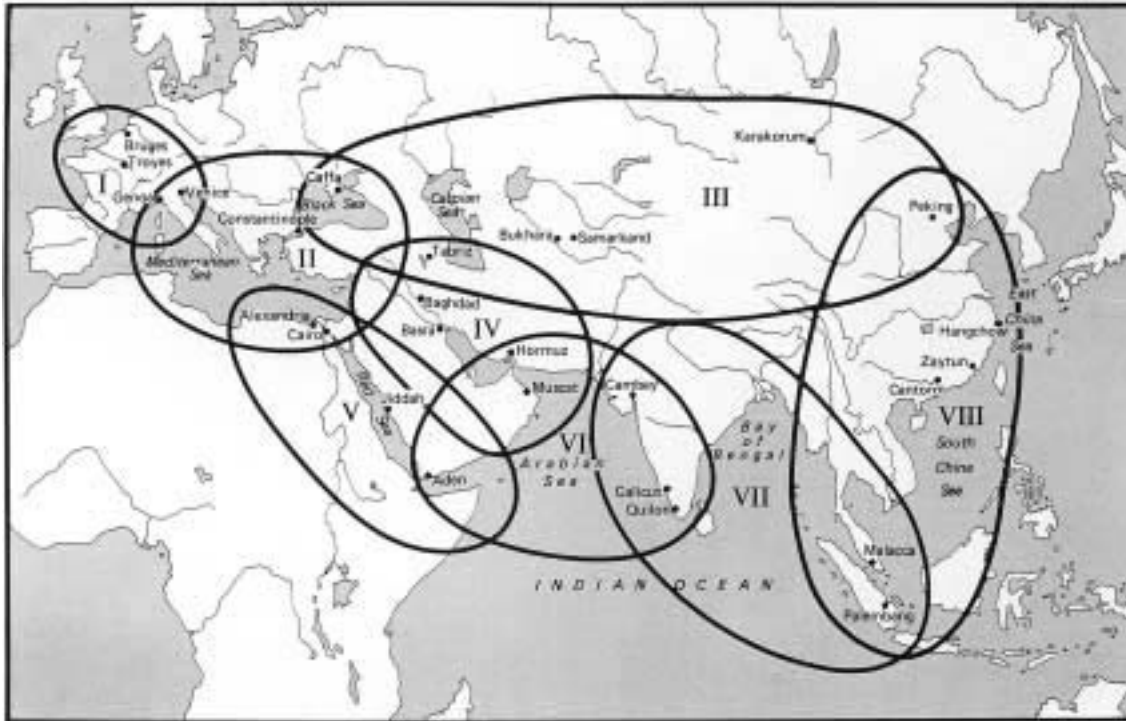 Karakorum
Bruges
Troyes
I
Genoa
Venice
Caffa
Black Sea
Caspian
Sea
III
Peking
Constantinople
Bukhara
Samarkand
II
Mediterranean
Sea
Tabriz
Baghdad
East
China
Sea
Alexandria
Cairo
Basra
IV
Hangchow
Hormuz
Zaytun
Muscat
Cambay
Canton
Red
Sea
Jiddah
V
VI
Bay
of
Bengal
VIII
Arabian
Sea
South
China
Sea
Aden
Calicut
Quilon
VII
Malacca
INDIAN OCEAN
Palembang